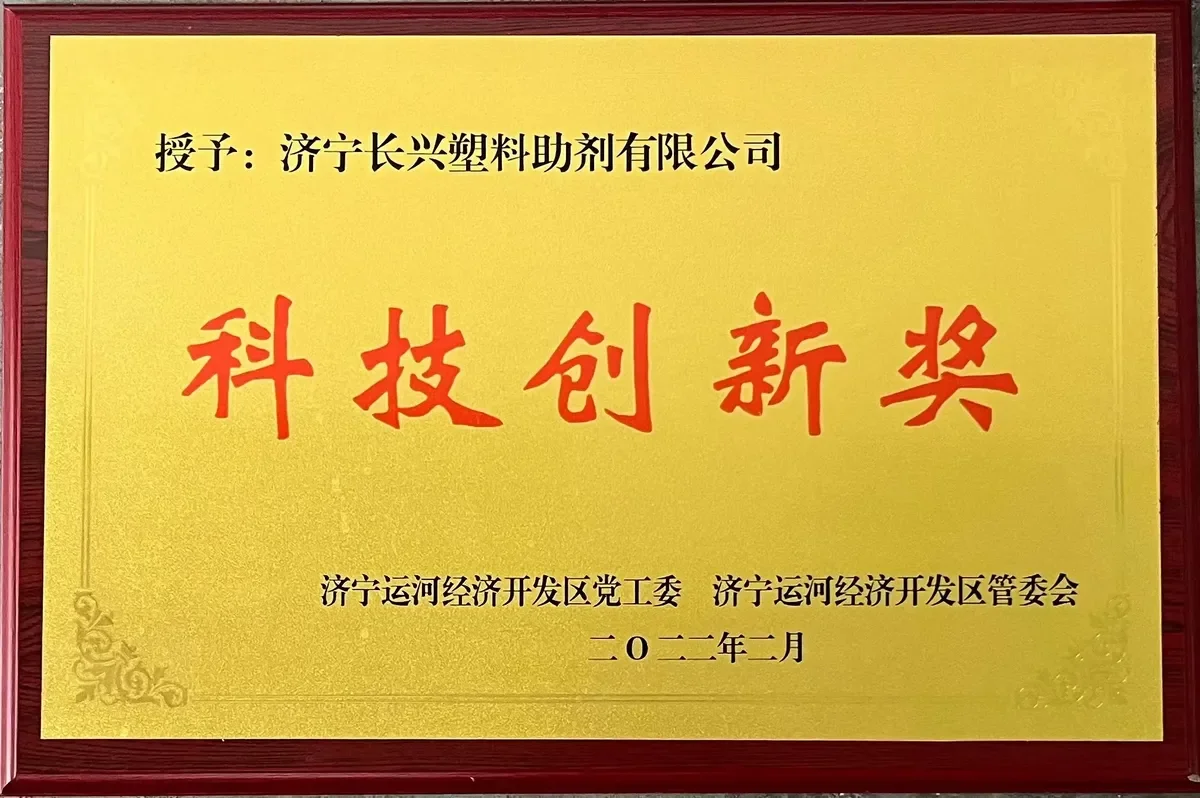 授予：济宁长兴塑料助剂有限公司
科技创新奖
济宁运河经济开发区党工委 济宁运河经济开发区管委会
二O二二年二月